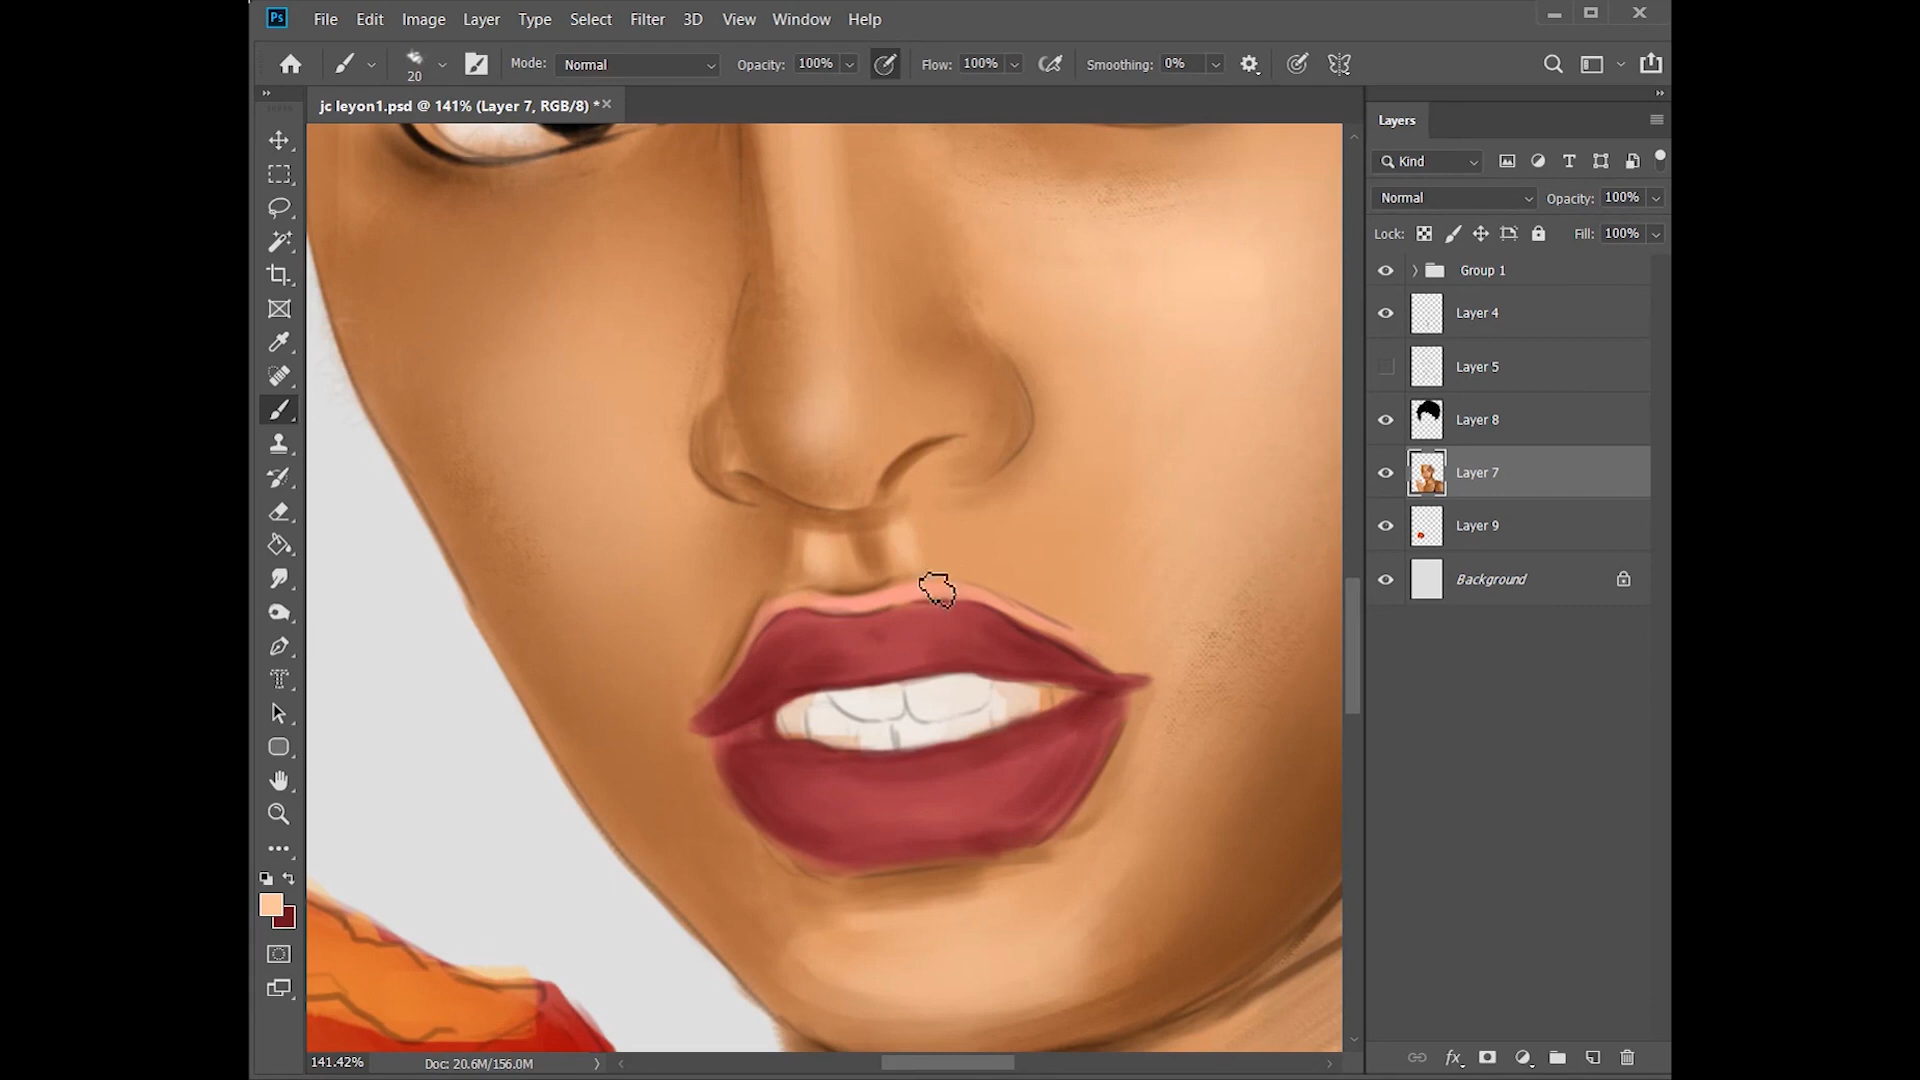 Ps File Edit Image Layer Type Select Filter 3D View Window Help
20 Mode: Normal Opacity: 100% Flow: 100% Smoothing: 0%
jc leyon1.psd @ 141% (Layer 7, RGB/8) *
Layers
Kind
Normal Opacity: 100%
Lock: Fill: 100%
Group 1
Layer 4
Layer 5
Layer 8
Layer 7
Layer 9
Background
141.42% Doc: 20.6M/156.0M